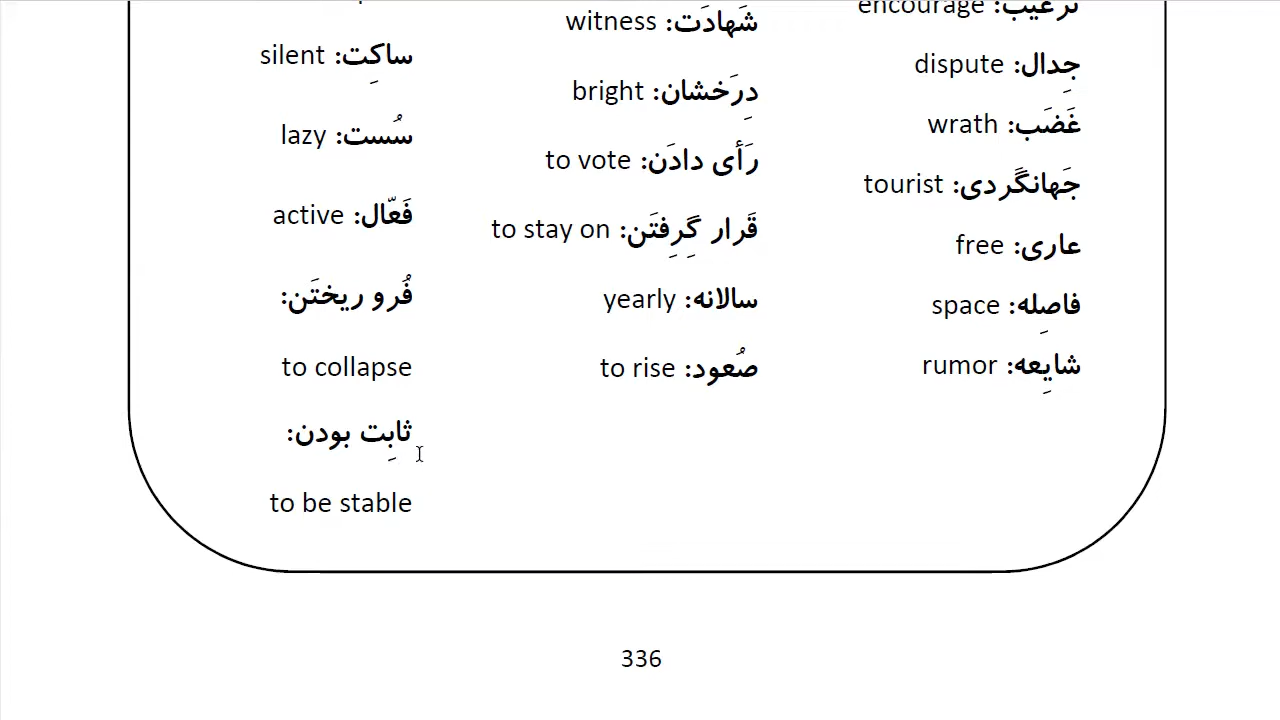 ترغیب: encourage
جِدال: dispute
غَضَب: wrath
جَهانگَردی: tourist
عاری: free
فاصِله: space
شایِعه: rumor
شَهادَت: witness
دِرَخشان: bright
رَأی دادَن: to vote
قَرار گِرِفتَن: to stay on
سالانه: yearly
صُعود: to rise
ساکِت: silent
سُست: lazy
فَعّال: active
فُرو ریختَن:
to collapse
ثابِت بودن:
to be stable
336